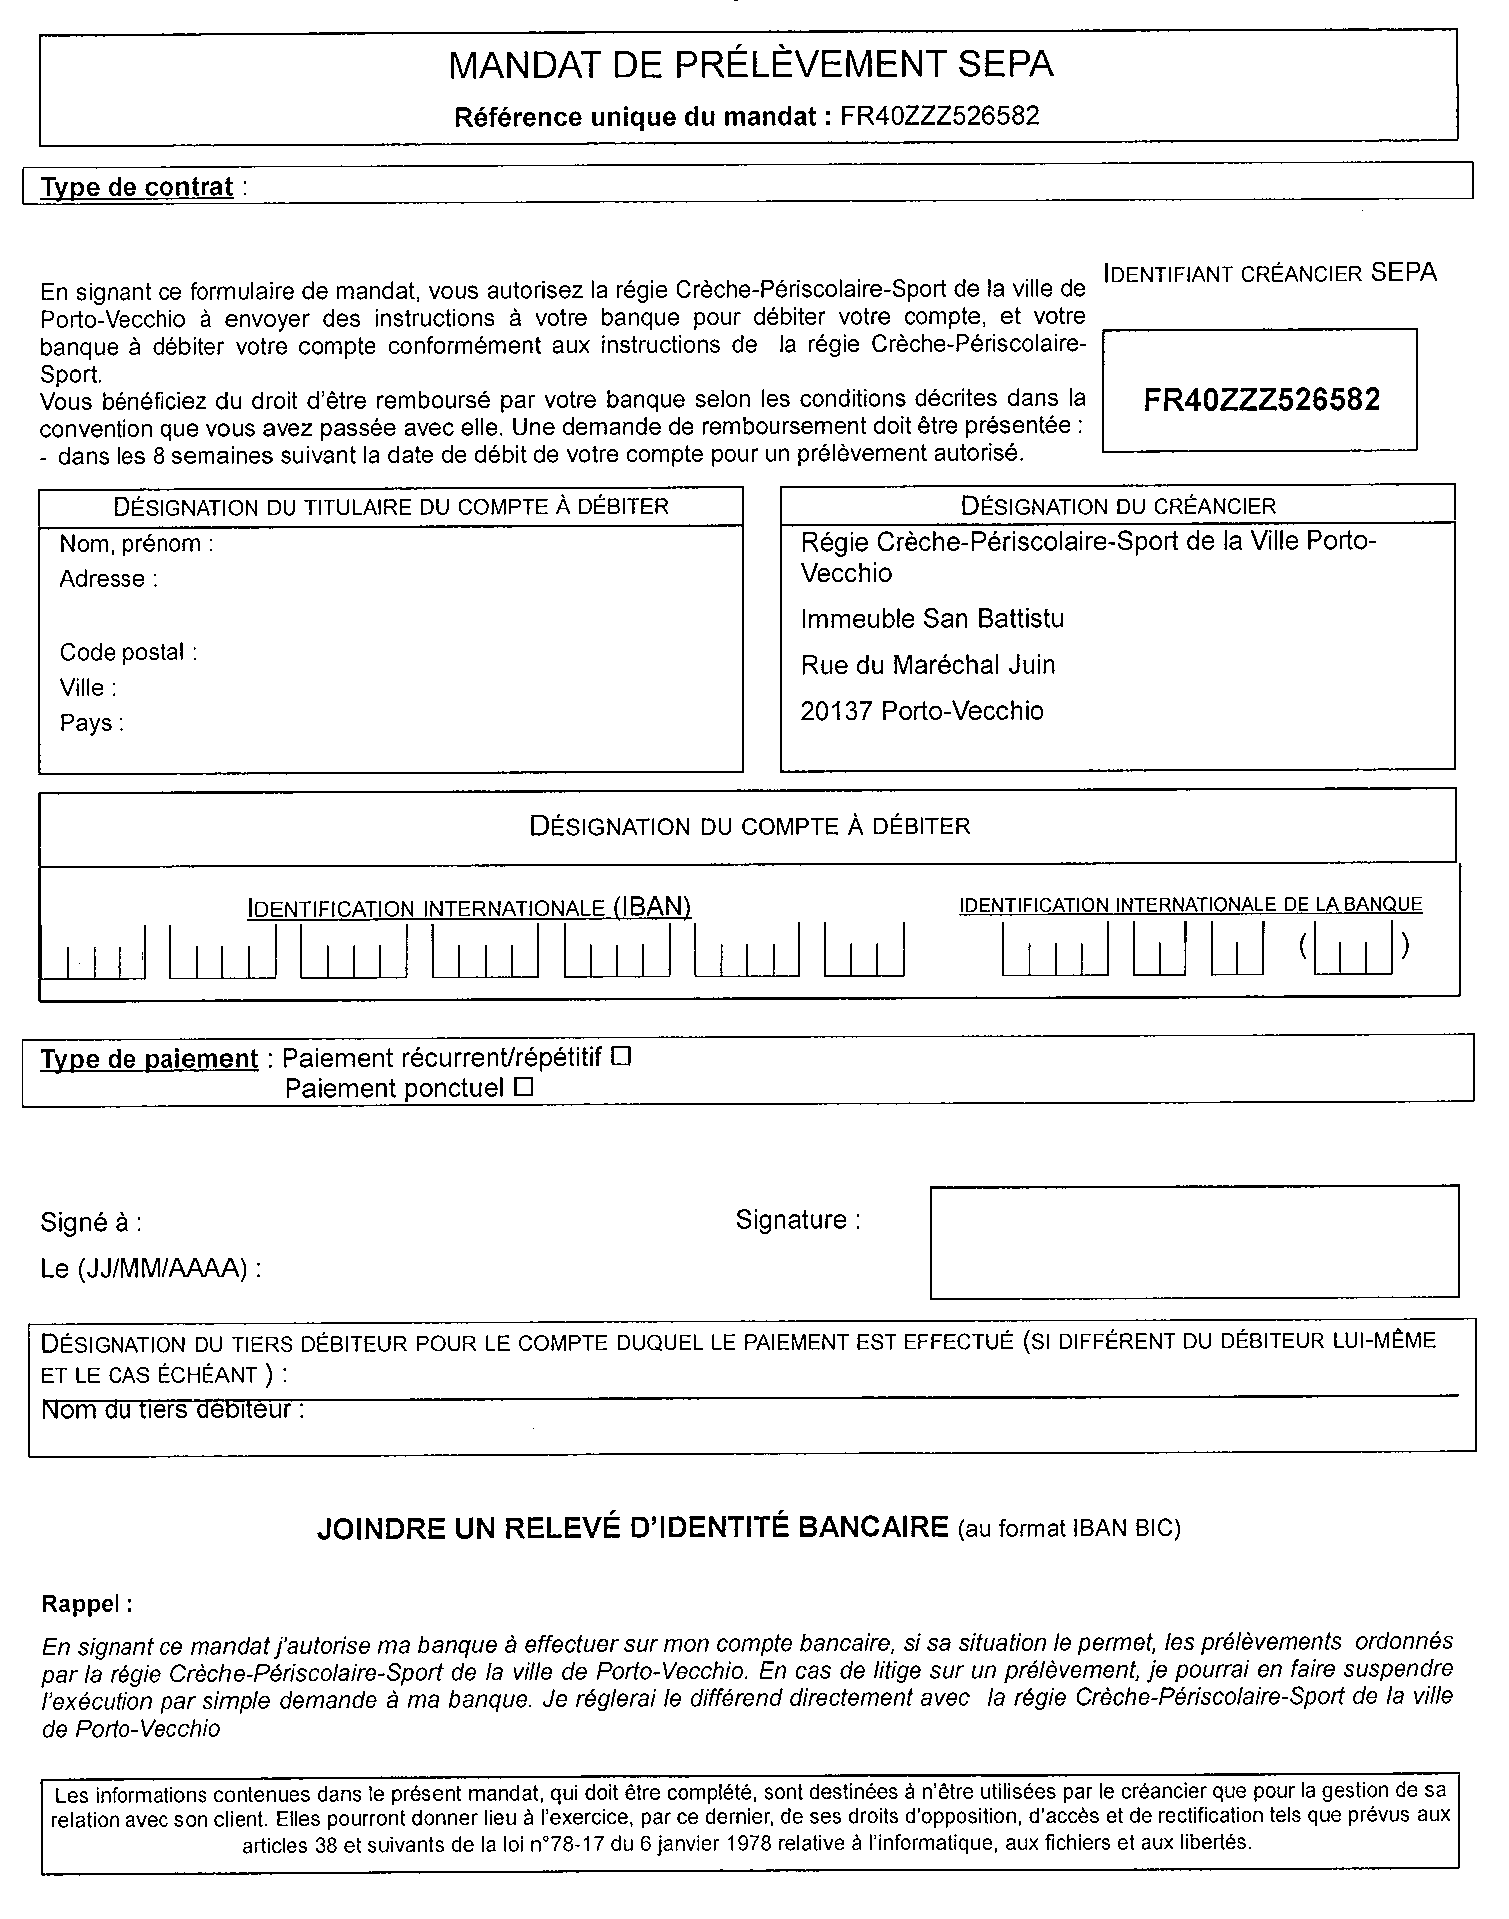 MANDAT DE PRÉLÈVEMENT SEPA
Référence unique du mandat : FR40ZZZ526582
Type de contrat :
IDENTIFIANT CRÉANCIER SEPA
En signant ce formulaire de mandat, vous autorisez la régie Crèche-Périscolaire-Sport de la ville de
Porto-Vecchio à envoyer des instructions à votre banque pour débiter votre compte, et votre
banque à débiter votre compte conformément aux instructions de la régie Crèche-Périscolaire-
Sport.
Vous bénéficiez du droit d'être remboursé par votre banque selon les conditions décrites dans la
convention que vous avez passée avec elle. Une demande de remboursement doit être présentée :
- dans les 8 semaines suivant la date de débit de votre compte pour un prélèvement autorisé.
FR40ZZZ526582
DÉSIGNATION DU TITULAIRE DU COMPTE À DÉBITER
Nom, prénom :
Adresse :
Code postal :
Ville :
Pays :
DÉSIGNATION DU CRÉANCIER
Régie Crèche-Périscolaire-Sport de la Ville Porto-
Vecchio
Immeuble San Battistu
Rue du Maréchal Juin
20137 Porto-Vecchio
DÉSIGNATION DU COMPTE À DÉBITER
IDENTIFICATION INTERNATIONALE (IBAN)
IDENTIFICATION INTERNATIONALE DE LA BANQUE
( )
Type de paiement : Paiement récurrent/répétitif ☐
Paiement ponctuel ☐
Signé à :
Signature :
Le (JJ/MM/AAAA) :
DÉSIGNATION DU TIERS DÉBITEUR POUR LE COMPTE DUQUEL LE PAIEMENT EST EFFECTUÉ (SI DIFFÉRENT DU DÉBITEUR LUI-MÊME
ET LE CAS ÉCHÉANT ) :
Nom du tiers débiteur :
JOINDRE UN RELEVÉ D'IDENTITÉ BANCAIRE (au format IBAN BIC)
Rappel :
En signant ce mandat j'autorise ma banque à effectuer sur mon compte bancaire, si sa situation le permet, les prélèvements ordonnés
par la régie Crèche-Périscolaire-Sport de la ville de Porto-Vecchio. En cas de litige sur un prélèvement, je pourrai en faire suspendre
l'exécution par simple demande à ma banque. Je réglerai le différend directement avec la régie Crèche-Périscolaire-Sport de la ville
de Porto-Vecchio
Les informations contenues dans le présent mandat, qui doit être complété, sont destinées à n'être utilisées par le créancier que pour la gestion de sa
relation avec son client. Elles pourront donner lieu à l'exercice, par ce dernier, de ses droits d'opposition, d'accès et de rectification tels que prévus aux
articles 38 et suivants de la loi n°78-17 du 6 janvier 1978 relative à l'informatique, aux fichiers et aux libertés.